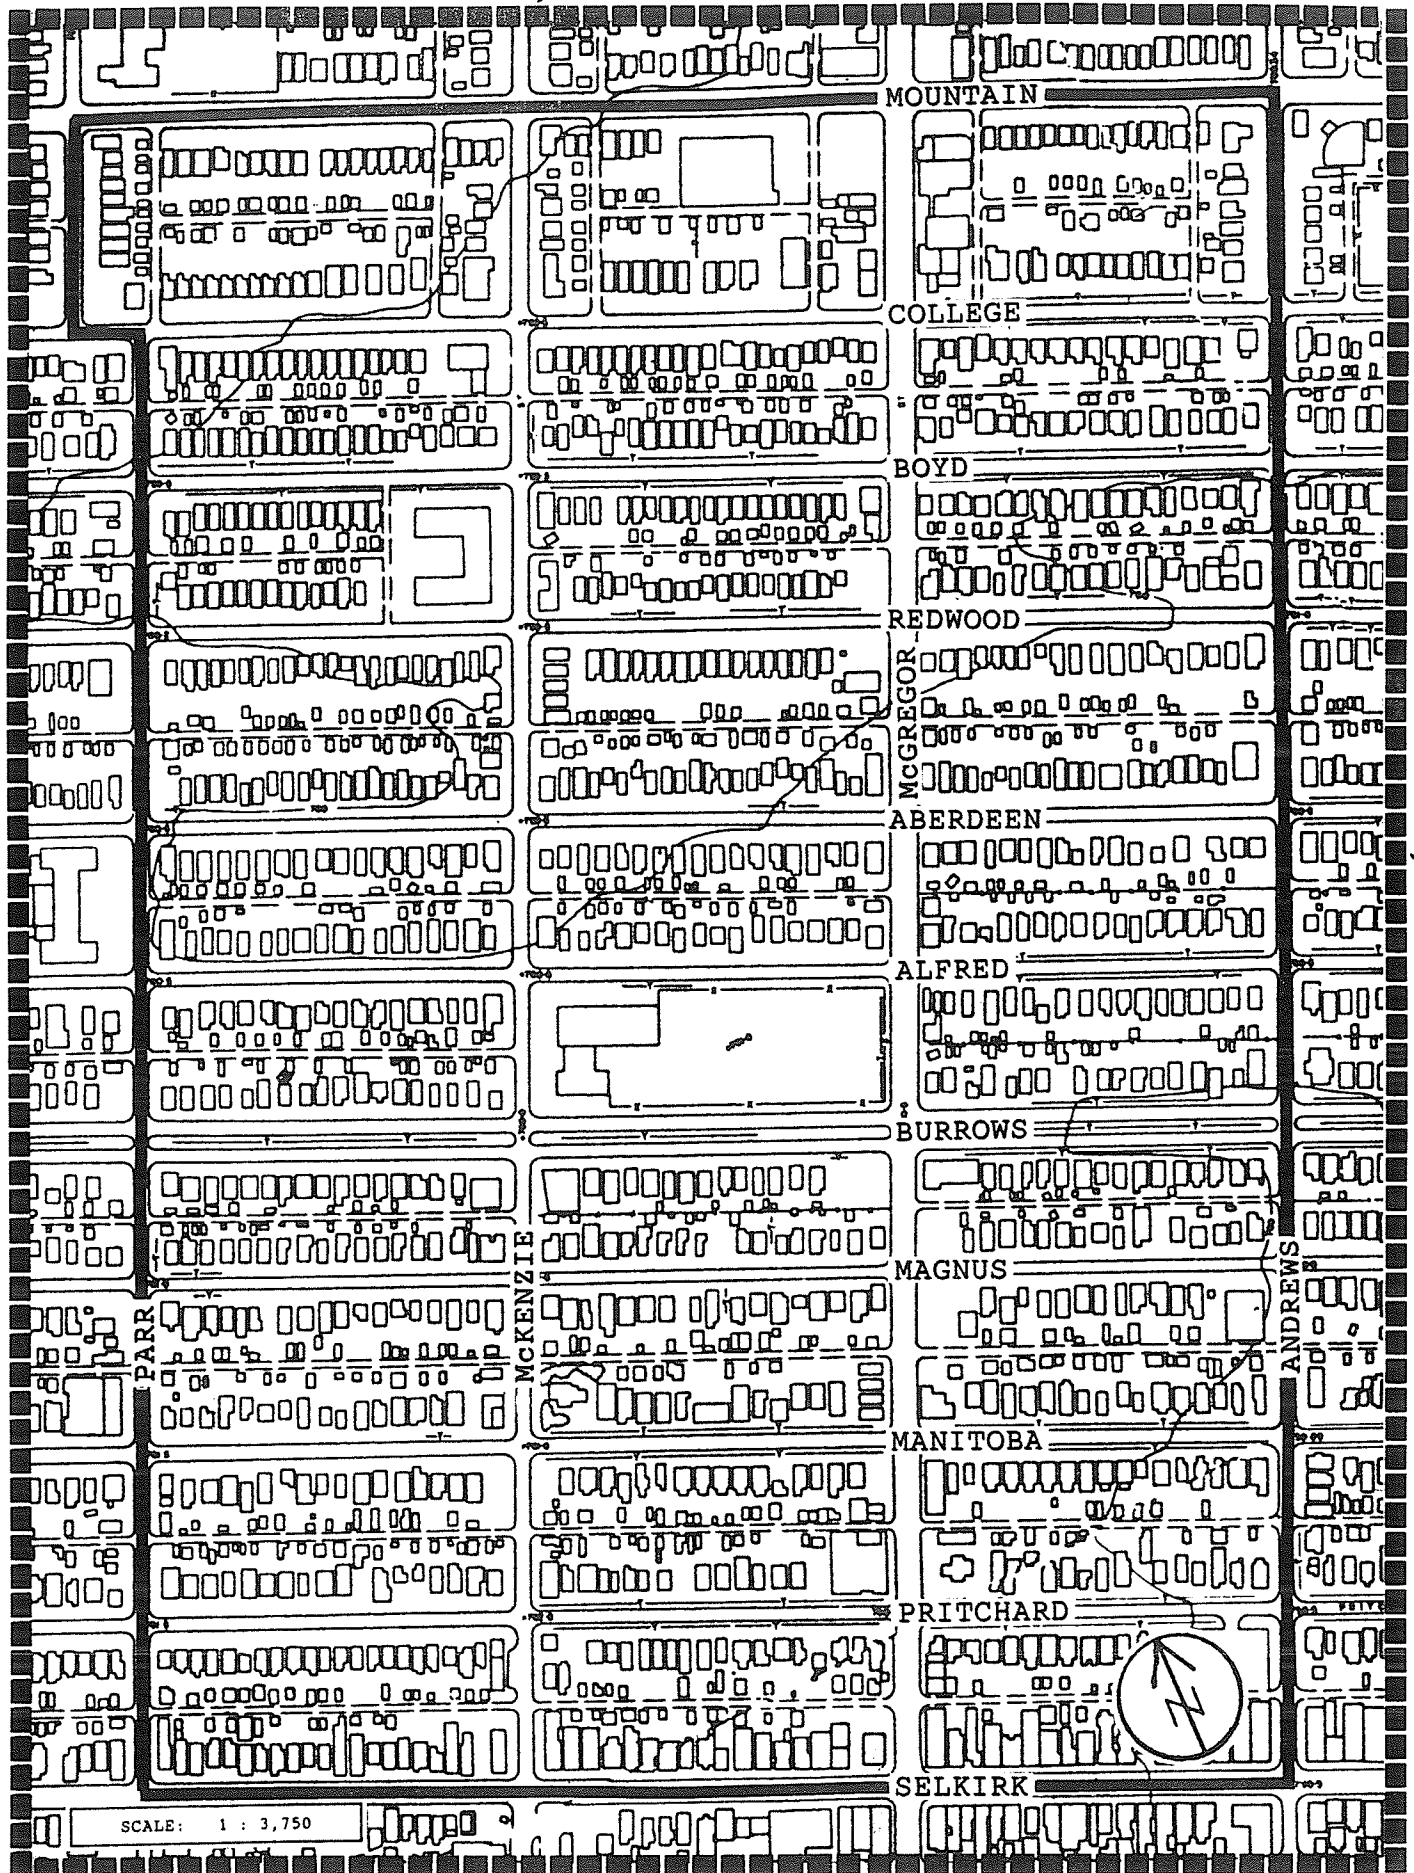 MOUNTAIN
COLLEGE
BOYD
REDWOOD
McGREGOR
ABERDEEN
ALFRED
BURROWS
McKENZIE
MAGNUS
ANDREWS
PARR
MANITOBA
PRITCHARD
SELKIRK
SCALE: 1 : 3,750